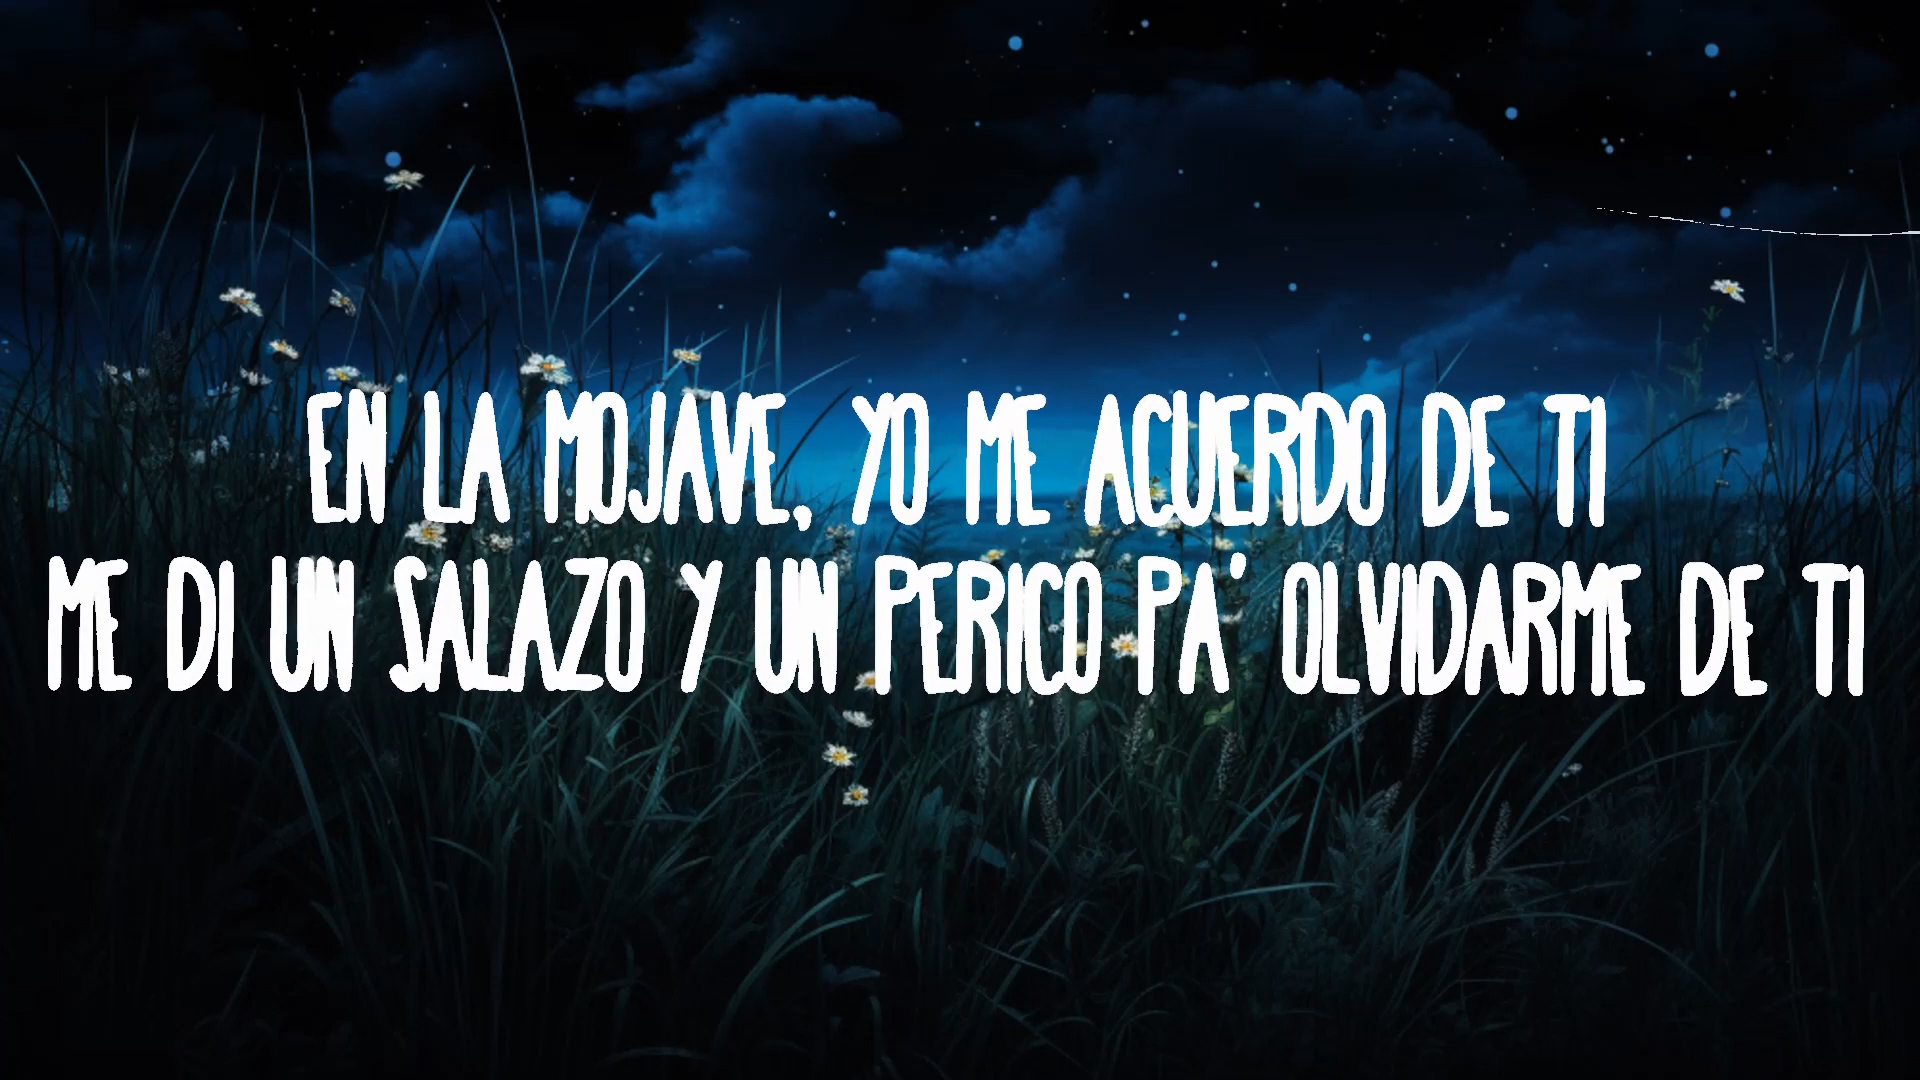 EN LA MOJAVE, YO ME ACUERDO DE TI
ME DI UN SALAZO Y UN PERICO PA' OLVIDARME DE TI